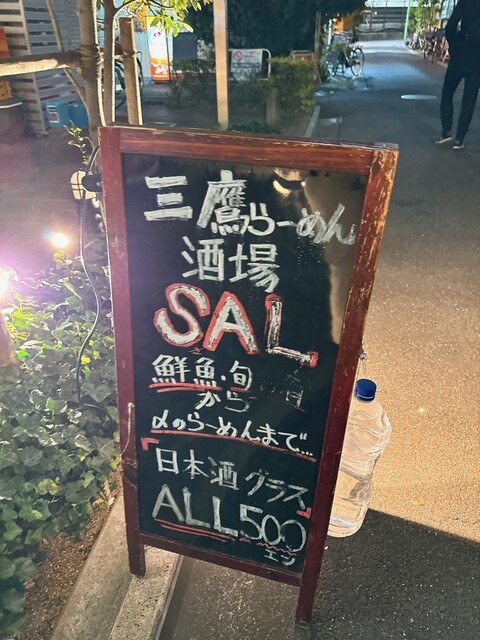 三鷹らーめん
酒場
SAL
鮮魚・旬
から
〆のらーめんまで…
「日本酒グラス
ALL500」
エン